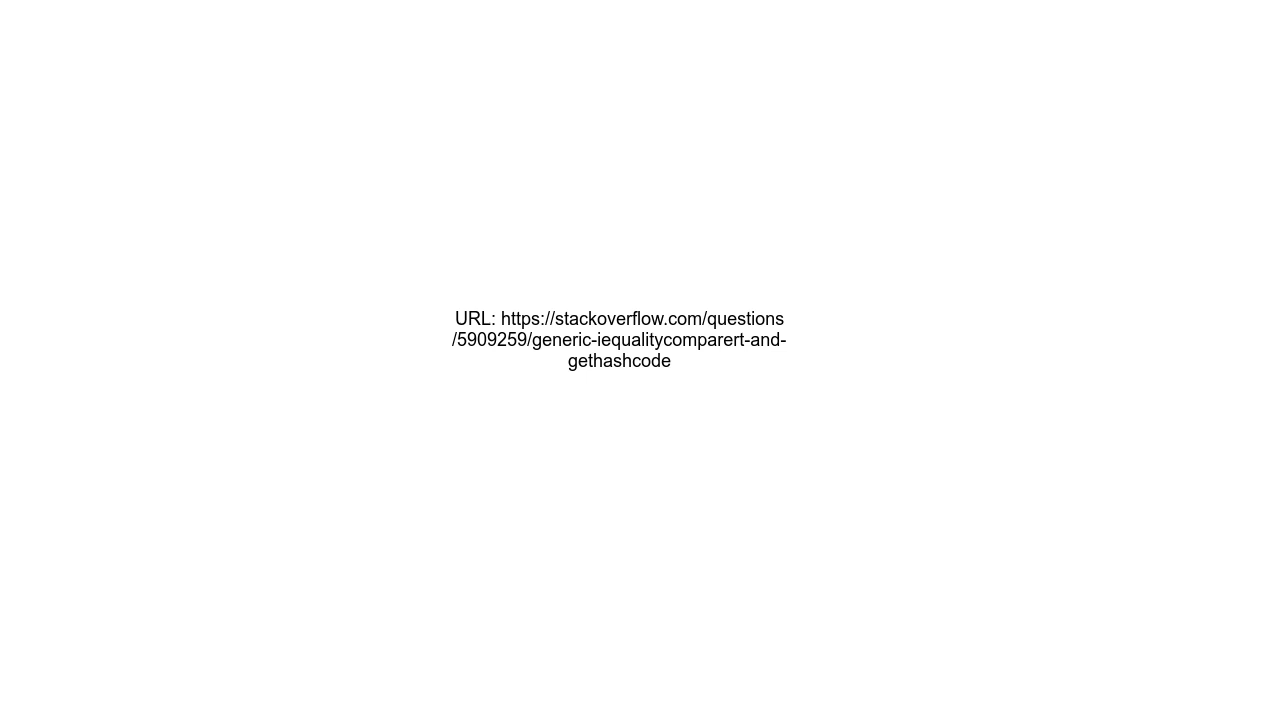 URL: https://stackoverflow.com/questions
/5909259/generic-iequalitycomparert-and-
gethashcode